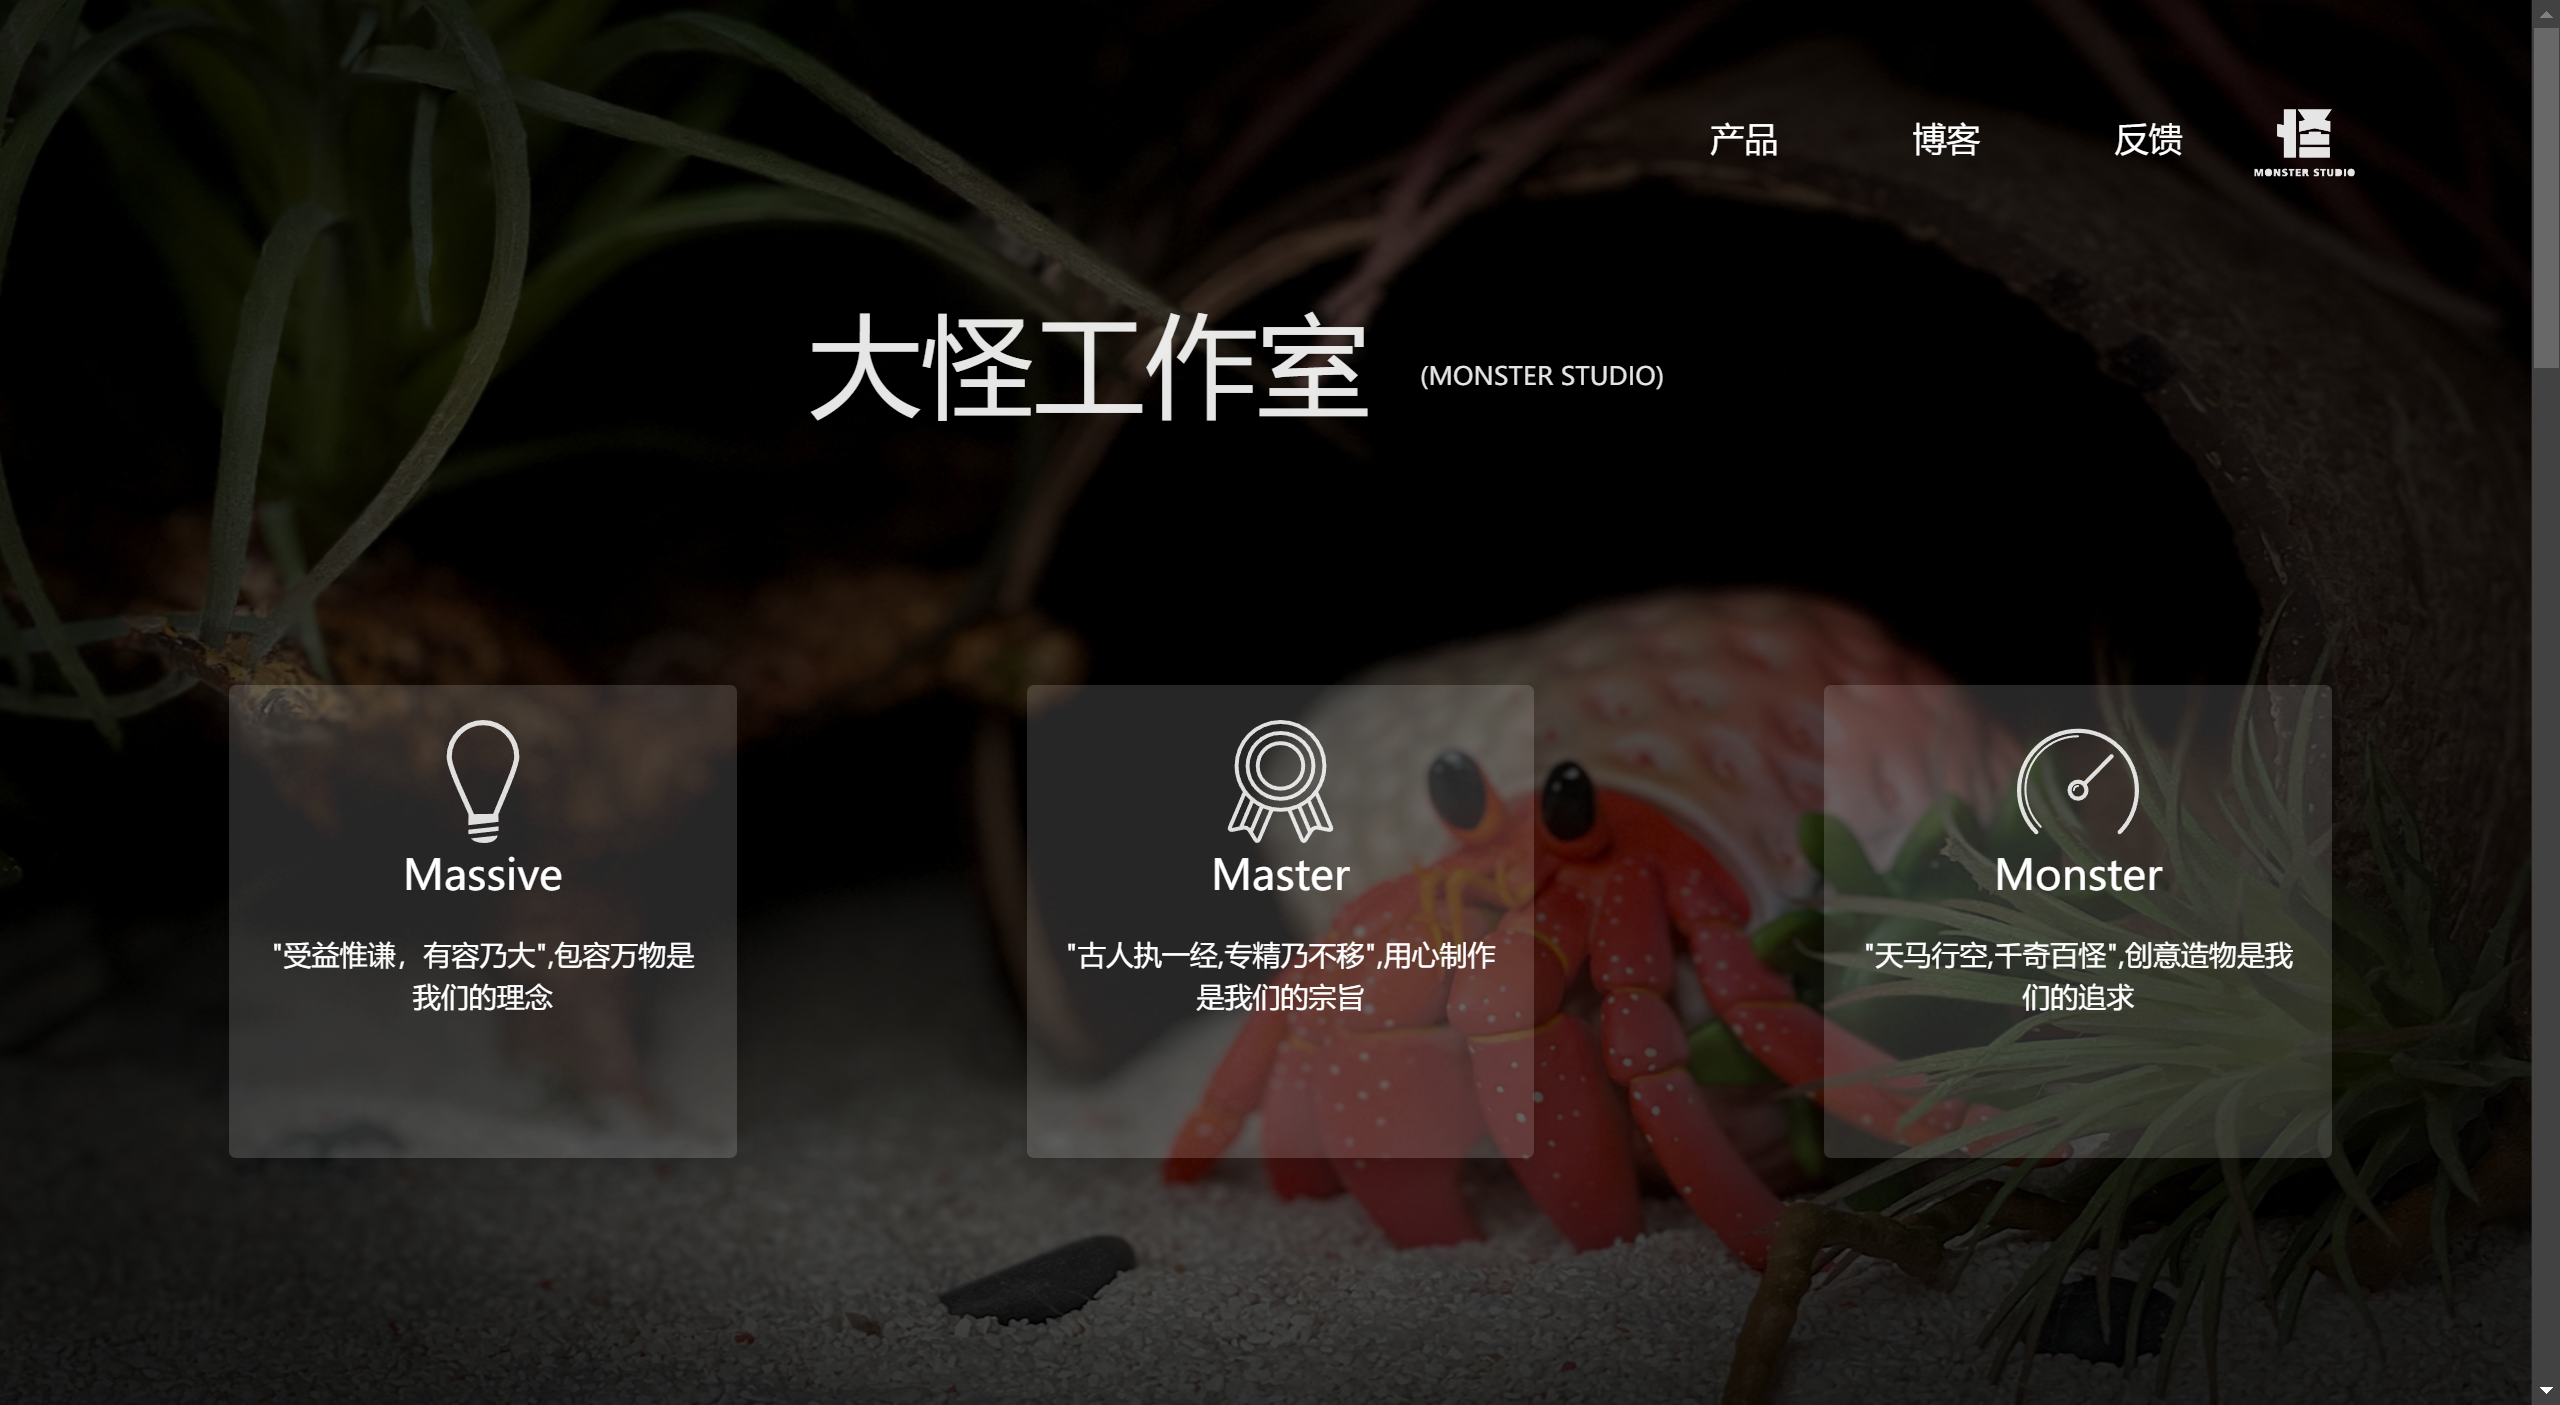 产品 博客 反馈 怪
MONSTER STUDIO
大怪工作室 (MONSTER STUDIO)
Massive
"受益惟谦，有容乃大",包容万物是
我们的理念
Master
"古人执一经,专精乃不移",用心制作
是我们的宗旨
Monster
"天马行空,千奇百怪",创意造物是我
们的追求